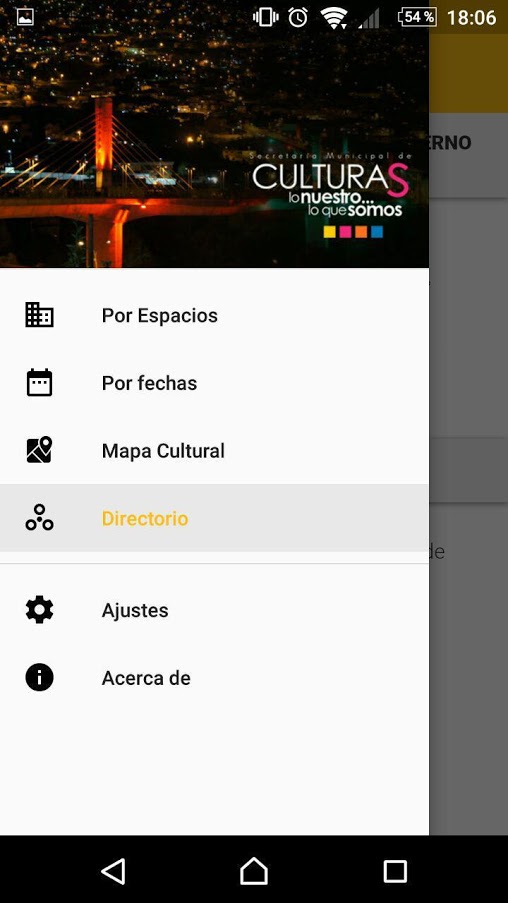 54 %
18:06
Secretaría Municipal de
CULTURAS
lo nuestro...
lo que somos
ERNO
Por Espacios
Por fechas
Mapa Cultural
Directorio
de
Ajustes
Acerca de